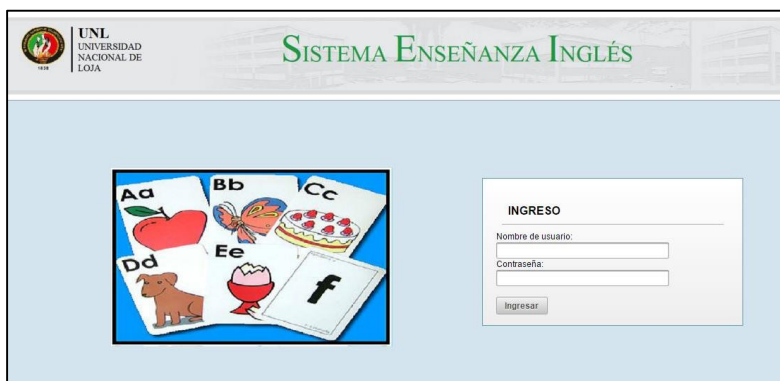 UNL
UNIVERSIDAD
NACIONAL DE
LOJA
1859
SISTEMA ENSEÑANZA INGLÉS
Aa
Bb
Cc
Dd
Ee
f
INGRESO
Nombre de usuario:
Contraseña:
Ingresar